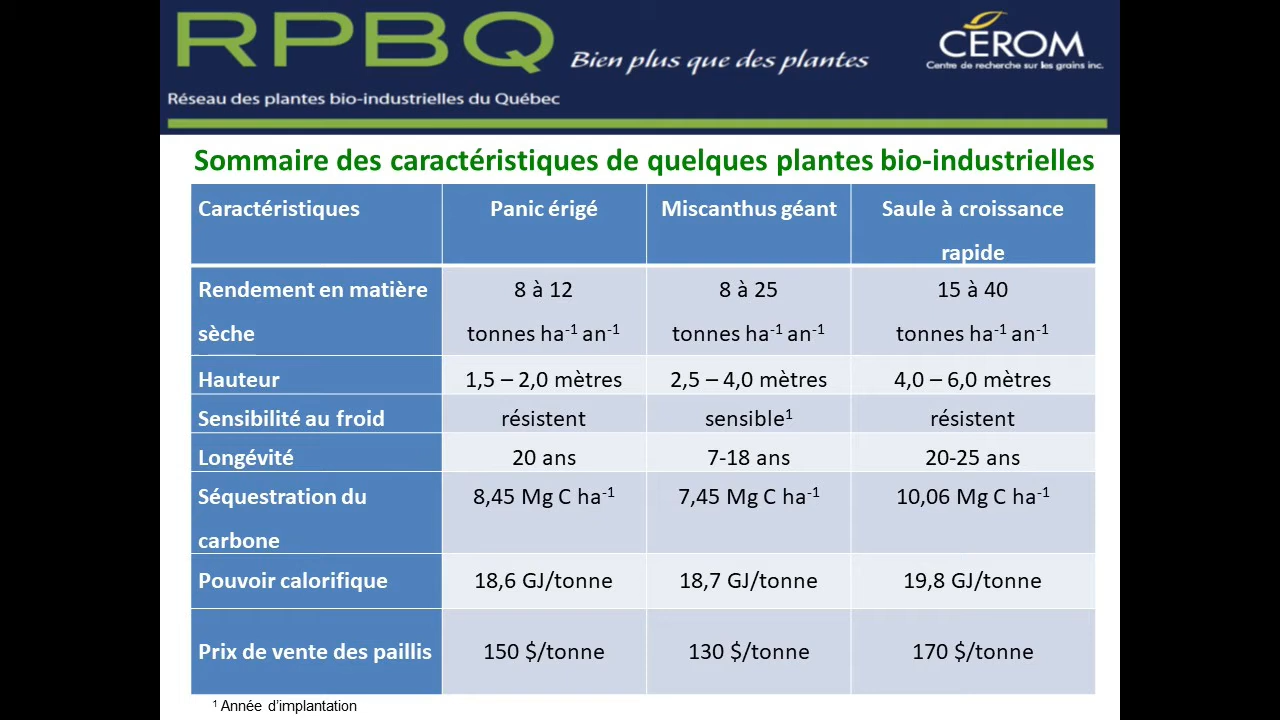 RPBQ
Bien plus que des plantes
CÉROM
Centre de recherche sur les grains inc.
Réseau des plantes bio-industrielles du Québec
Sommaire des caractéristiques de quelques plantes bio-industrielles
Caractéristiques
Panic érigé
Miscanthus géant
Saule à croissance
rapide
Rendement en matière
sèche
8 à 12
tonnes ha⁻¹ an⁻¹
8 à 25
tonnes ha⁻¹ an⁻¹
15 à 40
tonnes ha⁻¹ an⁻¹
Hauteur
1,5 – 2,0 mètres
2,5 – 4,0 mètres
4,0 – 6,0 mètres
Sensibilité au froid
résistent
sensible¹
résistent
Longévité
20 ans
7-18 ans
20-25 ans
Séquestration du
carbone
8,45 Mg C ha⁻¹
7,45 Mg C ha⁻¹
10,06 Mg C ha⁻¹
Pouvoir calorifique
18,6 GJ/tonne
18,7 GJ/tonne
19,8 GJ/tonne
Prix de vente des paillis
150 $/tonne
130 $/tonne
170 $/tonne
¹ Année d'implantation